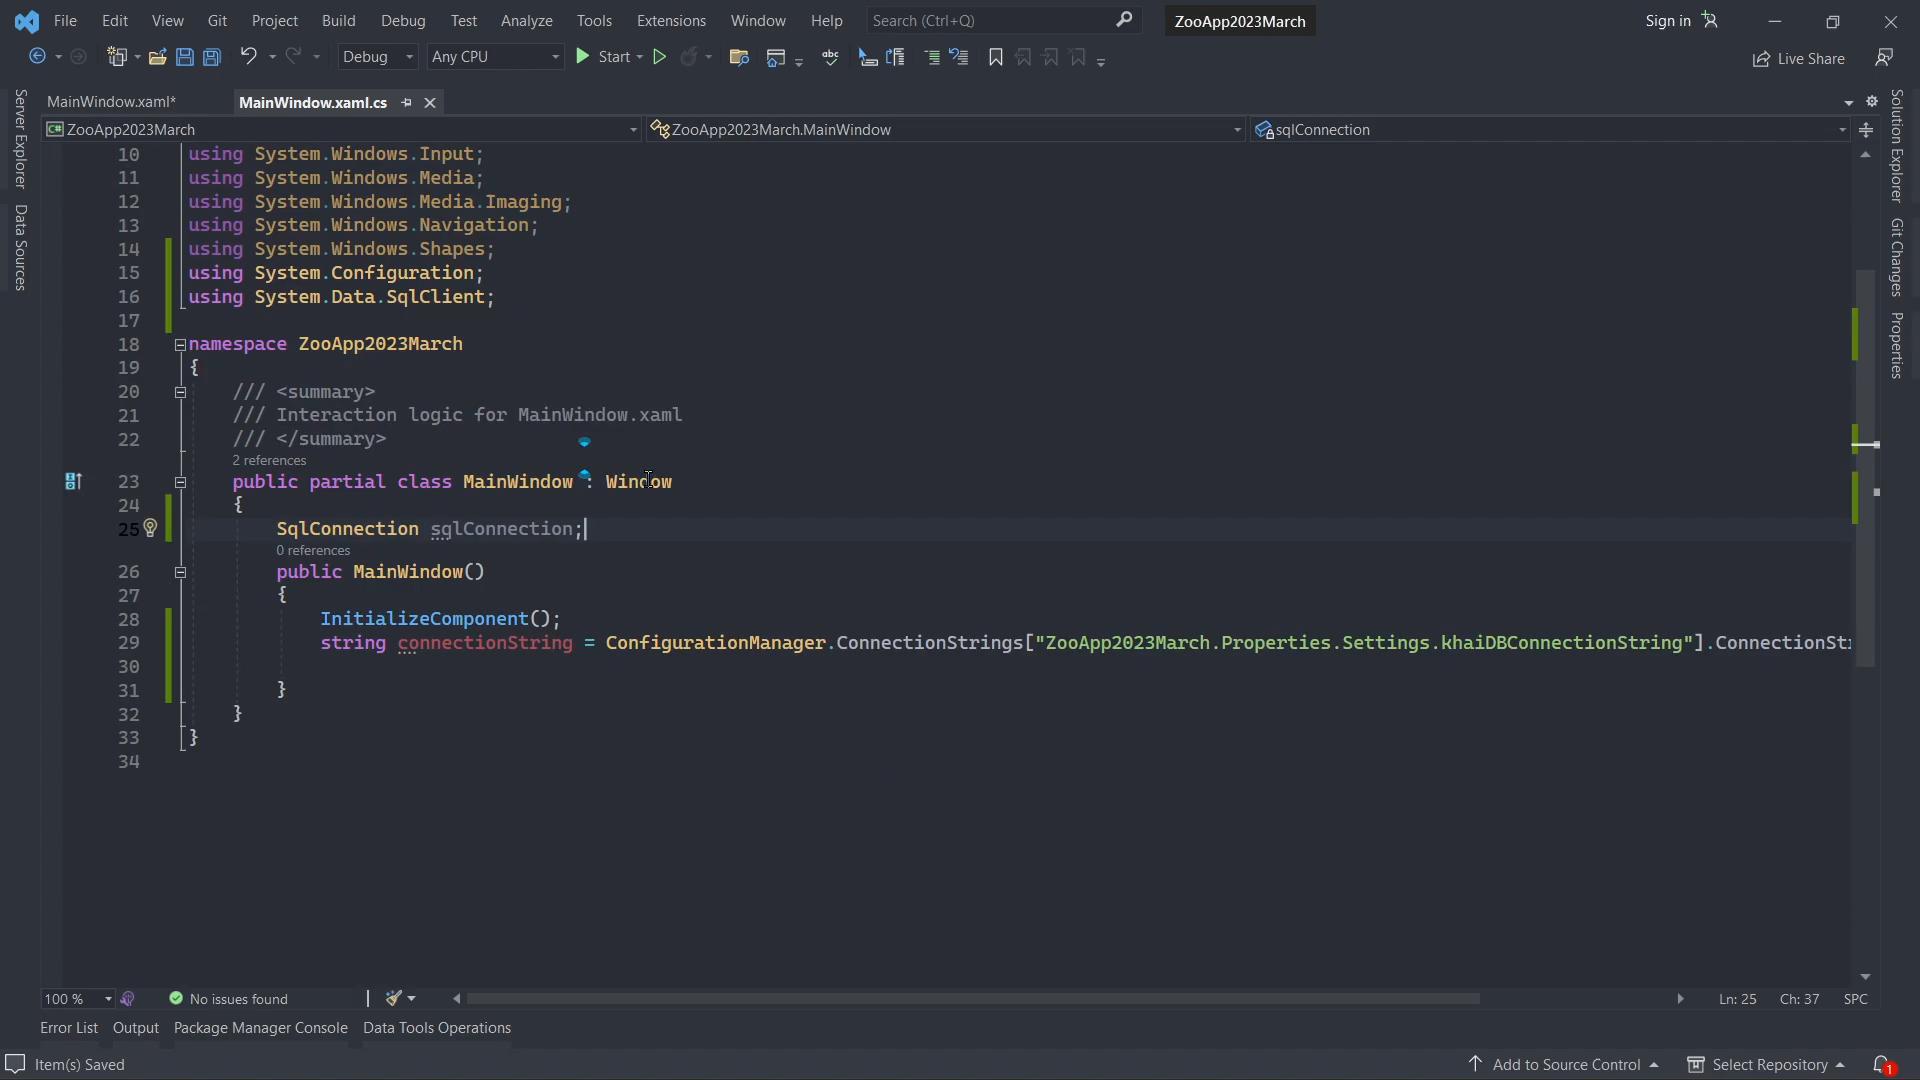 File Edit View Git Project Build Debug Test Analyze Tools Extensions Window Help Search (Ctrl+Q) ZooApp2023March Sign in
Debug Any CPU Start abc Live Share
MainWindow.xaml* MainWindow.xaml.cs
C# ZooApp2023March ZooApp2023March.MainWindow sqlConnection
Server Explorer
Data Sources
Solution Explorer
Git Changes
Properties
10 using System.Windows.Input;
11 using System.Windows.Media;
12 using System.Windows.Media.Imaging;
13 using System.Windows.Navigation;
14 using System.Windows.Shapes;
15 using System.Configuration;
16 using System.Data.SqlClient;
17
18 namespace ZooApp2023March
19 {
20 /// <summary>
21 /// Interaction logic for MainWindow.xaml
22 /// </summary>
2 references
23 public partial class MainWindow : Window
24 {
25 SqlConnection sqlConnection;
0 references
26 public MainWindow()
27 {
28 InitializeComponent();
29 string connectionString = ConfigurationManager.ConnectionStrings["ZooApp2023March.Properties.Settings.khaiDBConnectionString"].ConnectionStr
30
31 }
32 }
33 }
34
100 % No issues found Ln: 25 Ch: 37 SPC
Error List Output Package Manager Console Data Tools Operations
Item(s) Saved Add to Source Control Select Repository 1